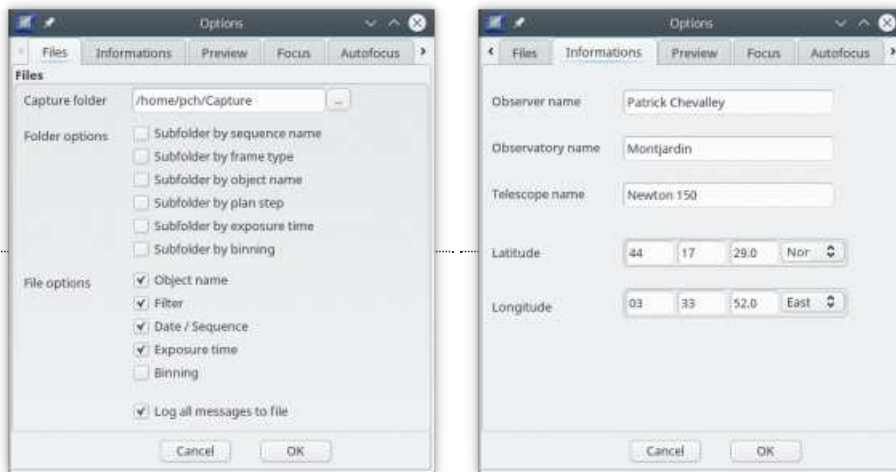 Options
Files Informations Preview Focus Autofocus
Files
Capture folder /home/pch/Capture ...
Folder options Subfolder by sequence name
Subfolder by frame type
Subfolder by object name
Subfolder by plan step
Subfolder by exposure time
Subfolder by binning
File options Object name
Filter
Date / Sequence
Exposure time
Binning
Log all messages to file
Cancel OK
Options
Files Informations Preview Focus Autofocus
Observer name Patrick Chevalley
Observatory name Montjardin
Telescope name Newton 150
Latitude 44 17 29.0 Nor
Longitude 03 33 52.0 East
Cancel OK